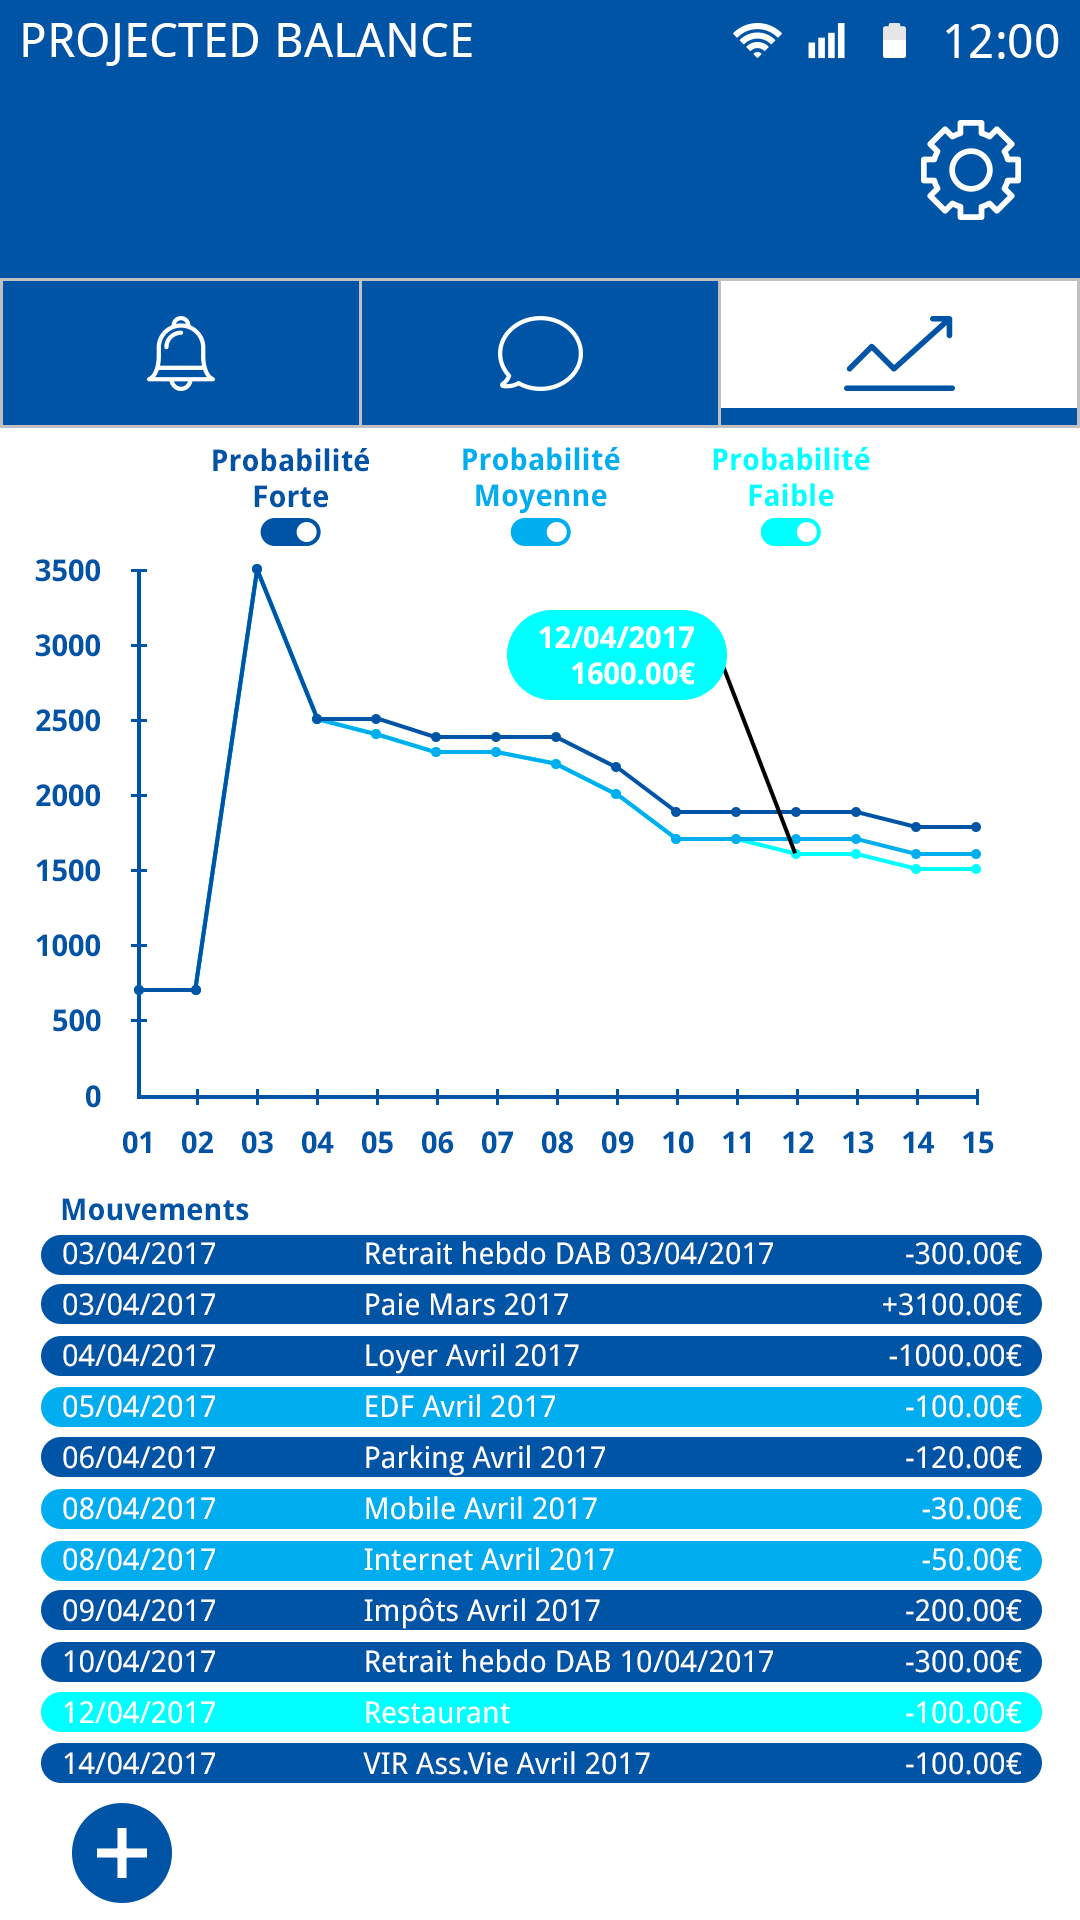 PROJECTED BALANCE 12:00
Probabilité Probabilité Probabilité
Forte Moyenne Faible
3500
12/04/2017
3000
1600.00€
2500
2000
1500
1000
500
0
01 02 03 04 05 06 07 08 09 10 11 12 13 14 15
Mouvements
03/04/2017 Retrait hebdo DAB 03/04/2017 -300.00€
03/04/2017 Paie Mars 2017 +3100.00€
04/04/2017 Loyer Avril 2017 -1000.00€
05/04/2017 EDF Avril 2017 -100.00€
06/04/2017 Parking Avril 2017 -120.00€
08/04/2017 Mobile Avril 2017 -30.00€
08/04/2017 Internet Avril 2017 -50.00€
09/04/2017 Impôts Avril 2017 -200.00€
10/04/2017 Retrait hebdo DAB 10/04/2017 -300.00€
12/04/2017 Restaurant -100.00€
14/04/2017 VIR Ass.Vie Avril 2017 -100.00€